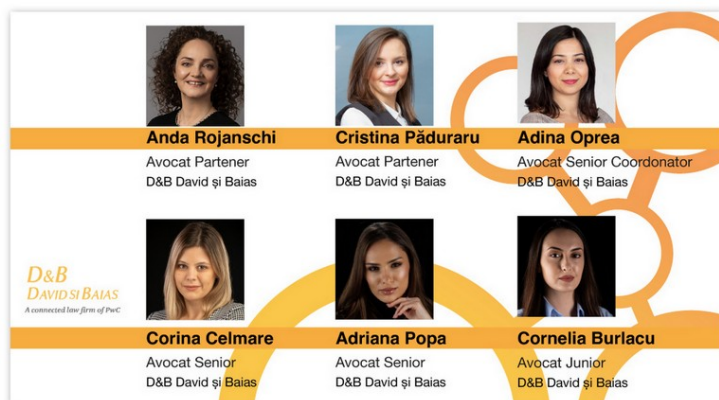 Anda Rojanschi
Avocat Partener
D&B David și Baias
Cristina Păduraru
Avocat Partener
D&B David și Baias
Adina Oprea
Avocat Senior Coordonator
D&B David și Baias
D&B
DAVID SI BAIAS
A connected law firm of PwC
Corina Celmare
Avocat Senior
D&B David și Baias
Adriana Popa
Avocat Senior
D&B David și Baias
Cornelia Burlacu
Avocat Junior
D&B David și Baias